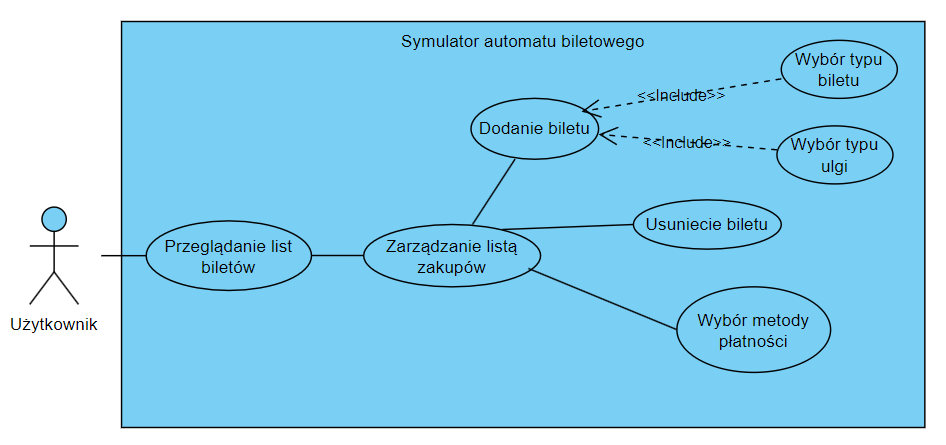 Symulator automatu biletowego
Wybór typu
biletu
<<Include>>
Dodanie biletu
<<Include>>
Wybór typu
ulgi
Usuniecie biletu
Przeglądanie list
biletów
Zarządzanie listą
zakupów
Użytkownik
Wybór metody
płatności